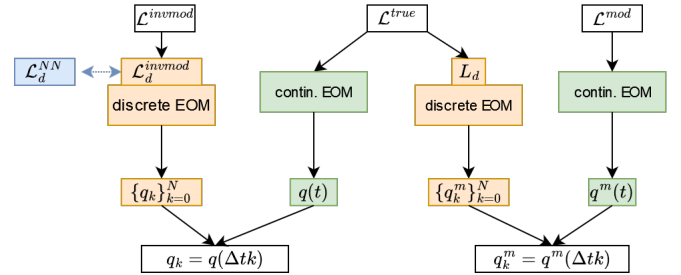 ℒ^{invmod}
ℒ^{true}
ℒ^{mod}
ℒ_d^{NN}
ℒ_d^{invmod}
L_d
discrete EOM
contin. EOM
discrete EOM
contin. EOM
{q_k}_{k=0}^N
q(t)
{q_k^m}_{k=0}^N
q^m(t)
q_k = q(Δtk)
q_k^m = q^m(Δtk)